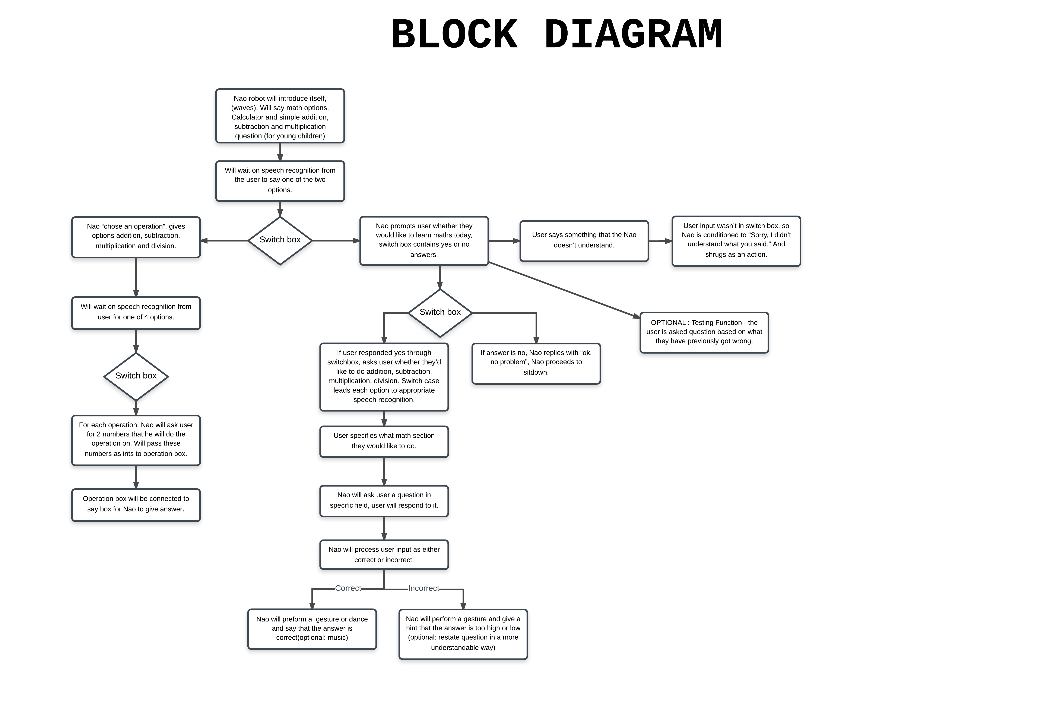 BLOCK DIAGRAM
Nao robot will introduce itself,
(waves). Will say math options,
Calculator and simple addition,
subtraction and multiplication
question (for young children)
Will wait on speech recognition from
the user to say one of the two
options.
Switch box
Nao "chose an operation", gives
options addition, subtraction,
multiplication and division.
Will wait on speech recognition from
user for one of 4 options.
Switch box
For each operation, Nao will ask user
for 2 numbers that he will do the
operation on. Will pass these
numbers as ints to operation box.
Operation box will be connected to
say box for Nao to give answer.
Nao prompts user whether they
would like to learn maths today,
switch box contains yes or no
answers
User says something that the Nao
doesn't understand.
User input wasn't in switch box, so
Nao is conditioned to "Sorry, I didn't
understand what you said." And
shrugs as an action.
OPTIONAL: Testing Function - the
user is asked question based on what
they have previously got wrong.
Switch box
If user responded yes through
switchbox, asks user whether they'd
like to do addition, subtraction,
multiplication, division. Switch case
leads each option to appropriate
speech recognition.
If answer is no, Nao replies with "ok,
no problem", Nao proceeds to
sitdown.
User specifies what math section
they would like to do.
Nao will ask user a question in
specific field, user will respond to it.
Nao will process user input as either
correct or incorrect.
Correct
Incorrect
Nao will preform a gesture or dance
and say that the answer is
correct(optional: music)
Nao will perform a gesture and give a
hint that the answer is too high or low
(optional: restate question in a more
understandable way)